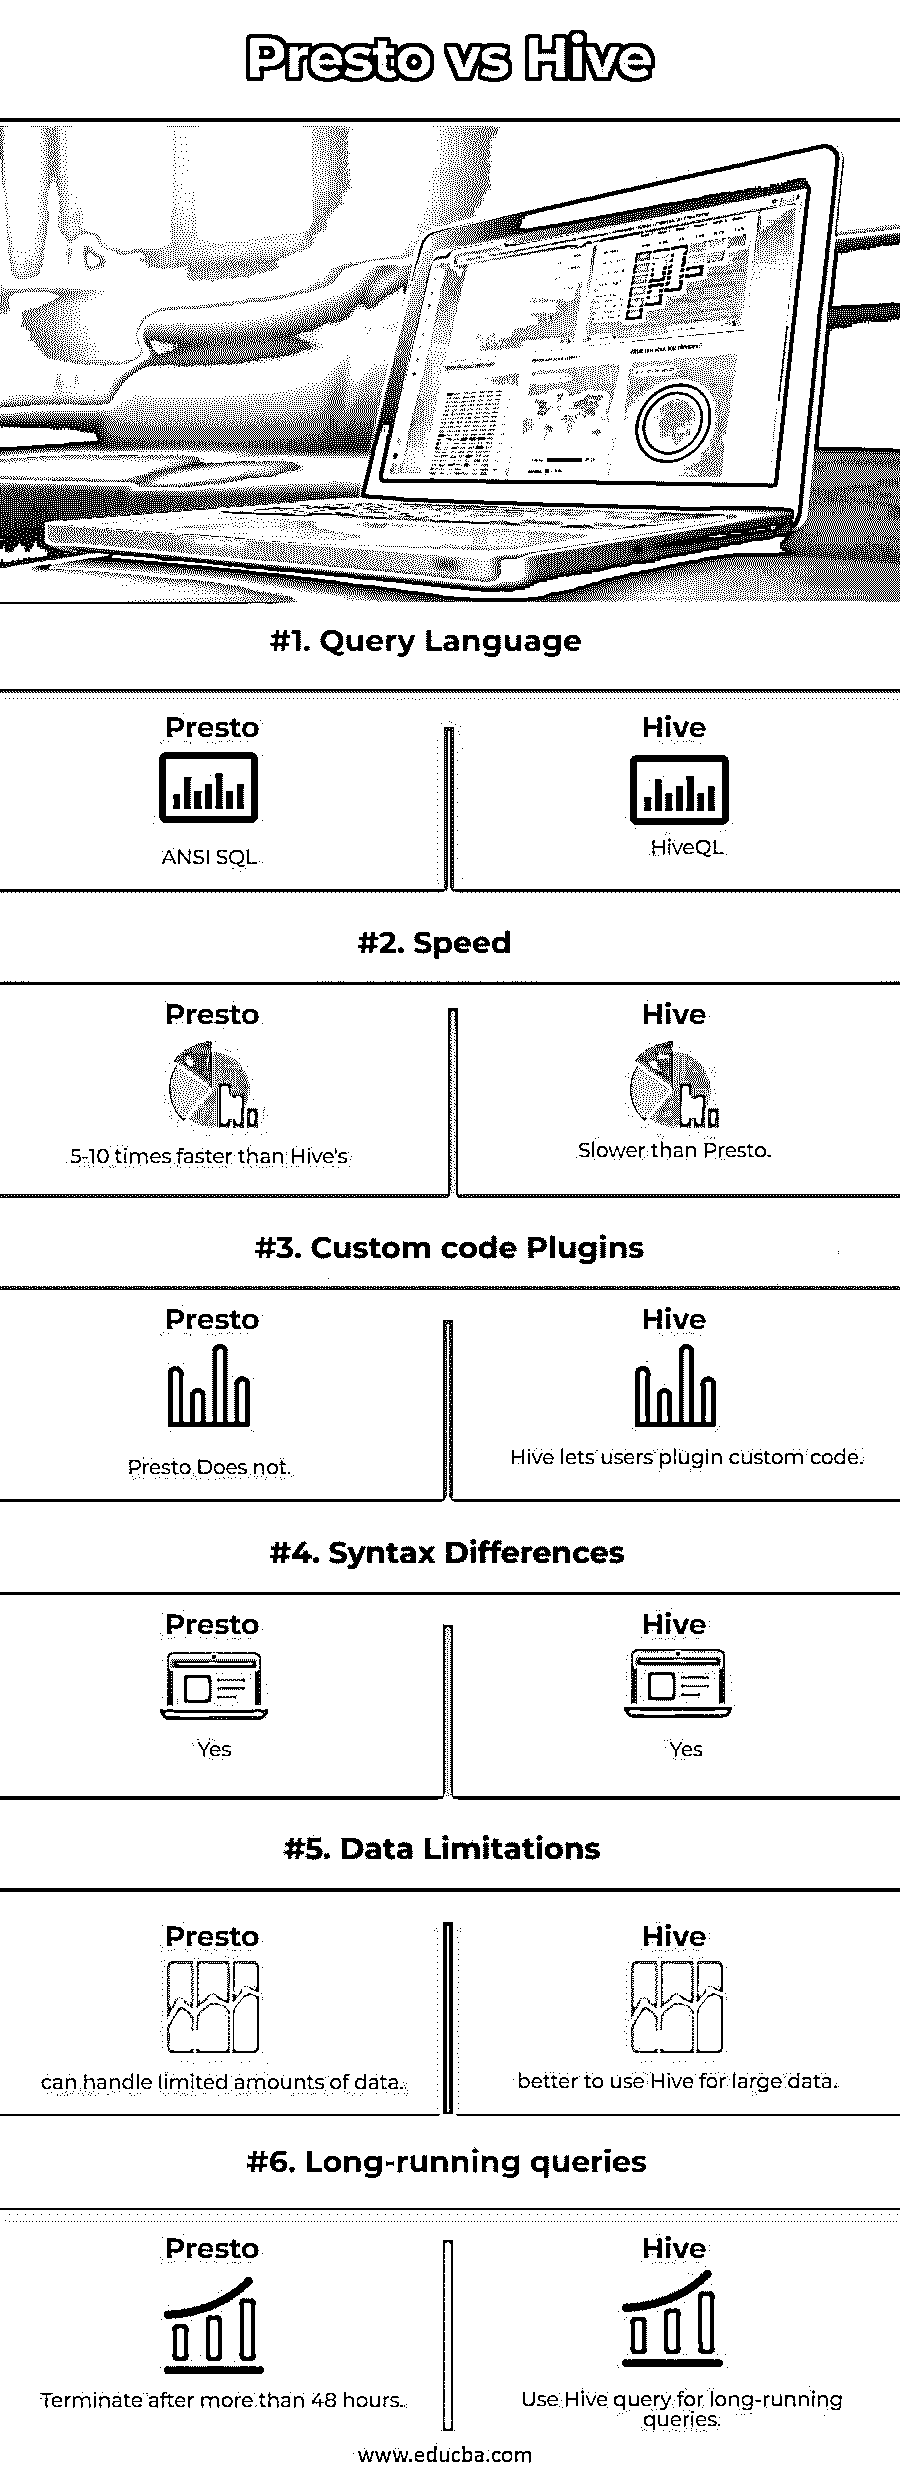 Presto vs Hive
#1. Query Language
Presto
Hive
ANSI SQL
HiveQL
#2. Speed
Presto
Hive
5-10 times faster than Hive's
Slower than Presto.
#3. Custom code Plugins
Presto
Hive
Presto Does not.
Hive lets users plugin custom code.
#4. Syntax Differences
Presto
Hive
Yes
Yes
#5. Data Limitations
Presto
Hive
can handle limited amounts of data.
better to use Hive for large data.
#6. Long-running queries
Presto
Hive
Terminate after more than 48 hours.
Use Hive query for long-running
queries.
www.educba.com